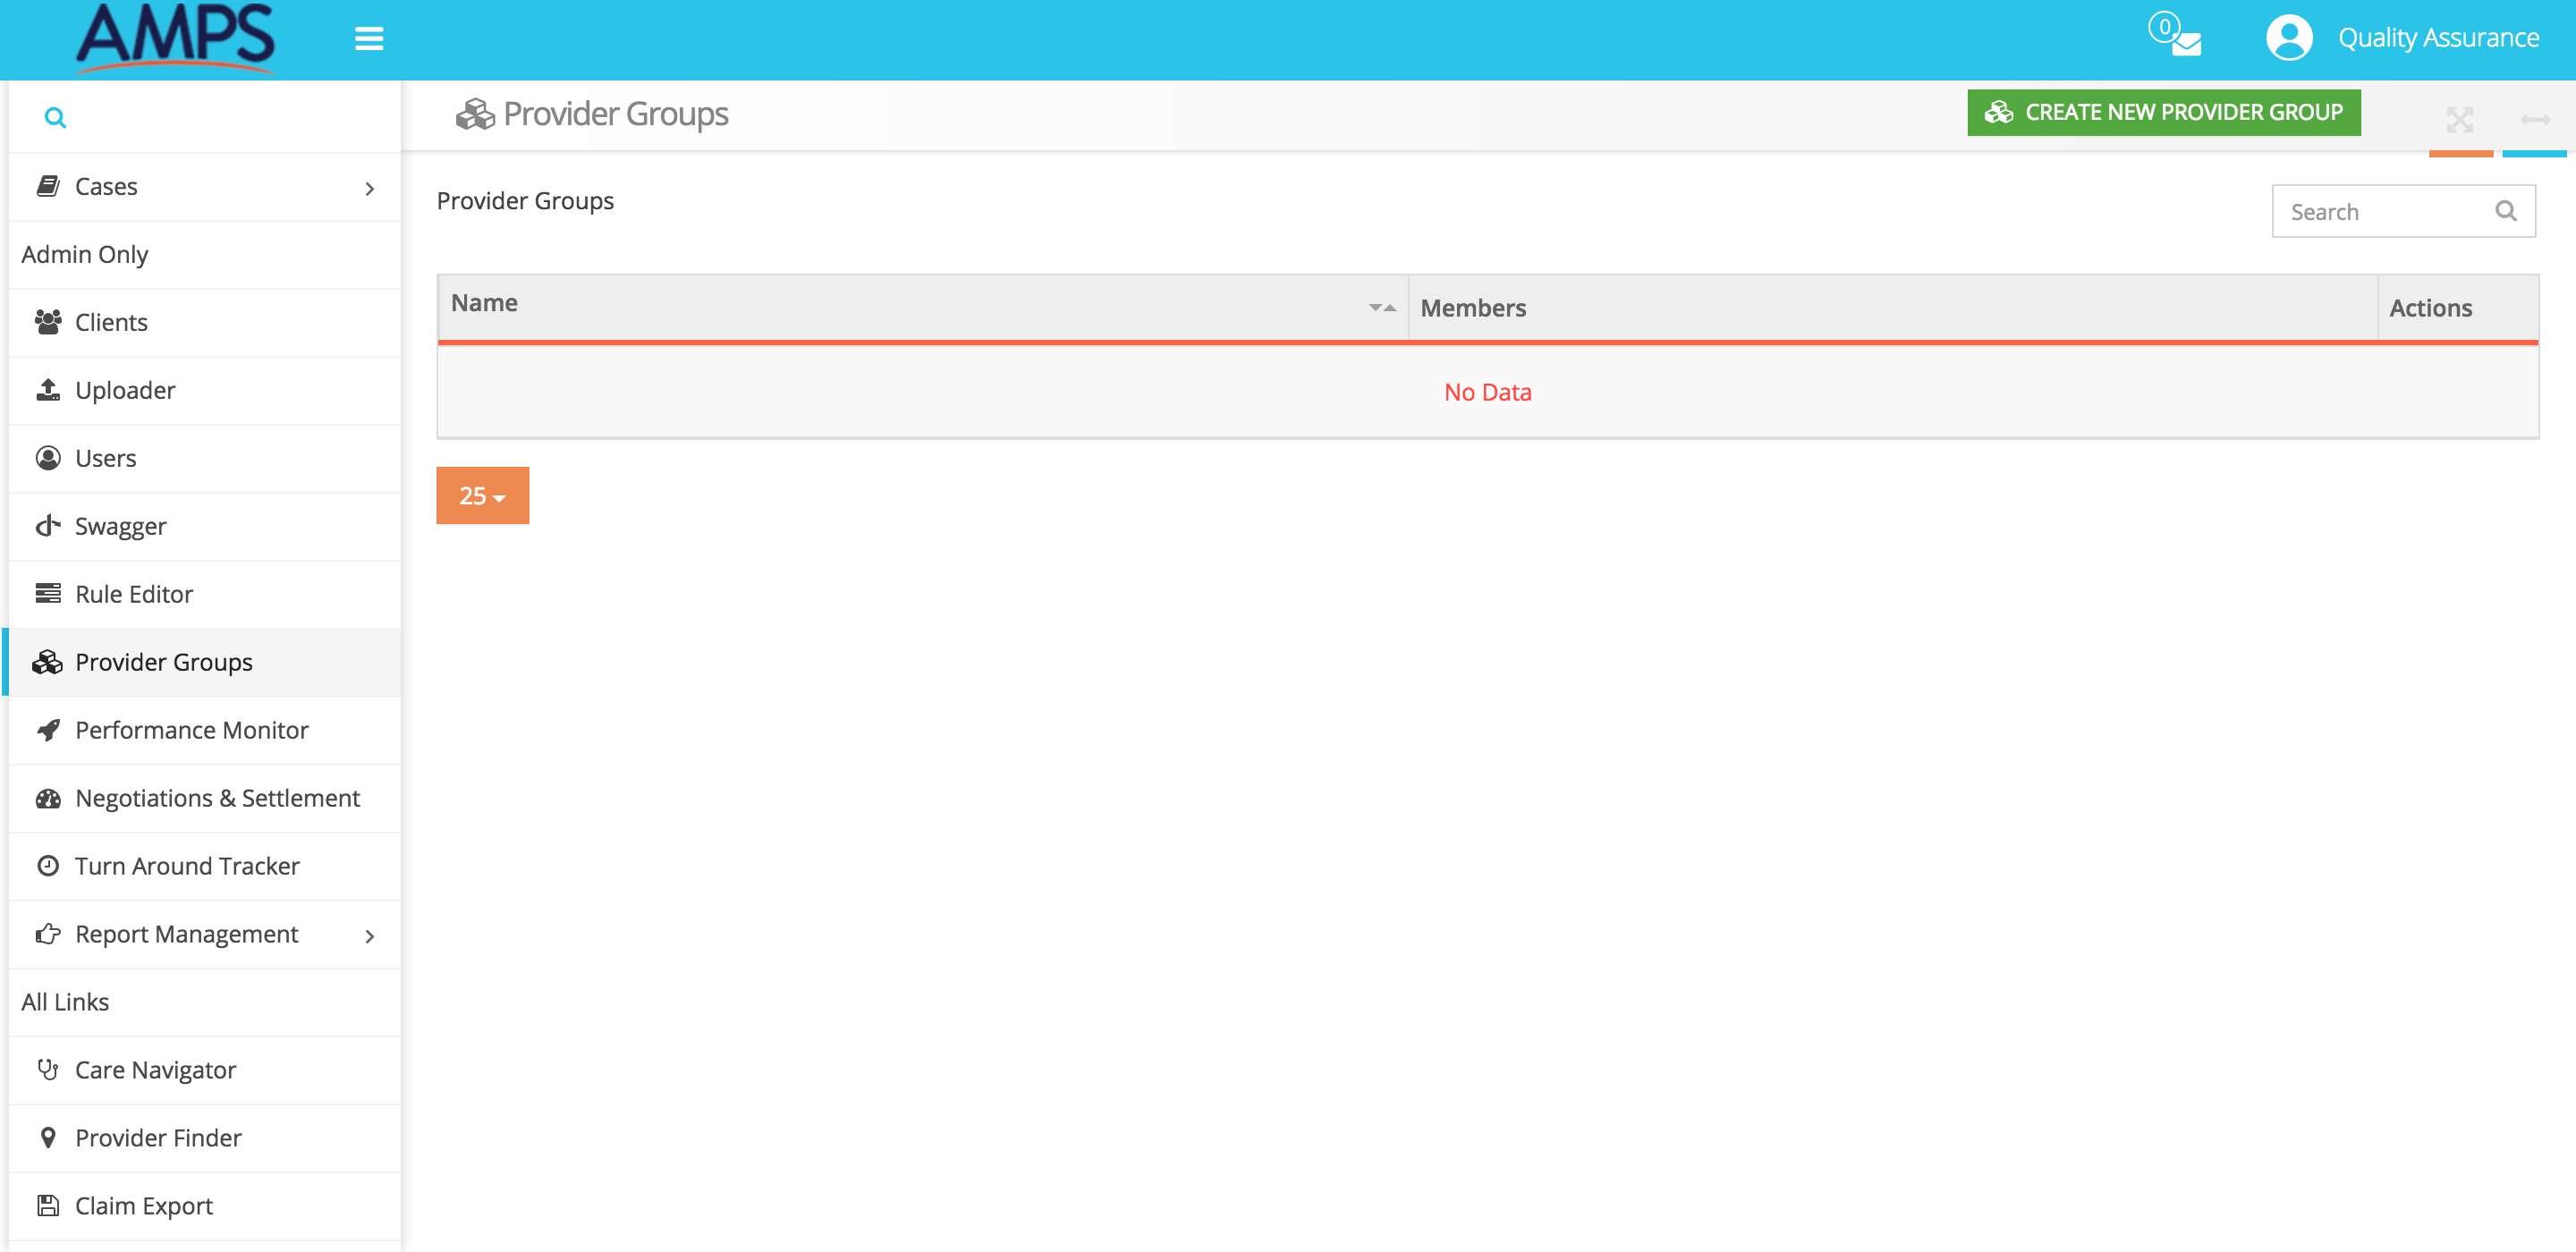 AMPS
0
Quality Assurance
Provider Groups
CREATE NEW PROVIDER GROUP
Cases
Admin Only
Clients
Uploader
Users
Swagger
Rule Editor
Provider Groups
Performance Monitor
Negotiations & Settlement
Turn Around Tracker
Report Management
All Links
Care Navigator
Provider Finder
Claim Export
Provider Groups
Search
Name
Members
Actions
No Data
25